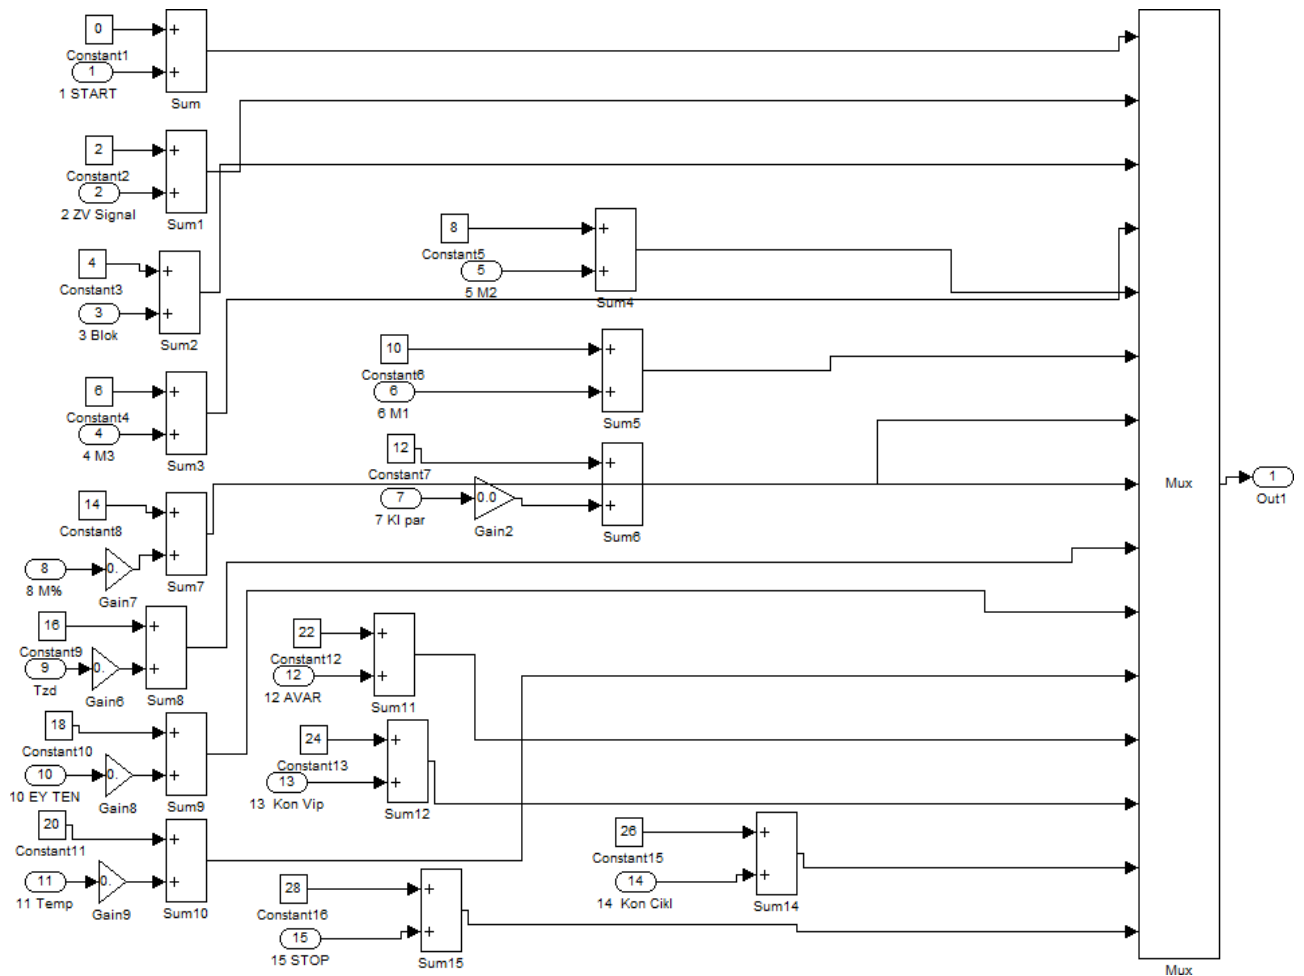 0
+
Constant1
1
+
1 START
Sum
2
+
Constant2
2
+
2 ZV Signal
Sum1
4
+
Constant3
3
+
3 Blok
Sum2
8
+
Constant5
5
+
5 M2
Sum4
6
+
Constant4
4
+
4 M3
Sum3
10
+
Constant6
6
+
6 M1
Sum5
12
+
Constant7
7
0.0
+
7 KI par
Gain2
Sum6
14
+
Constant8
8
0.
+
8 M%
Gain7
Sum7
16
+
Constant9
9
0.
+
Tzd
Gain6
Sum8
18
+
Constant10
10
0.
+
10 EY TEN
Gain8
Sum9
20
+
Constant11
11
0.
+
11 Temp
Gain9
Sum10
22
+
Constant12
12
+
12 AVAR
Sum11
24
+
Constant13
13
+
13 Kon Vip
Sum12
26
+
Constant15
14
+
14 Kon Cikl
Sum14
28
+
Constant16
15
+
15 STOP
Sum15
Mux
Mux
1
Out1